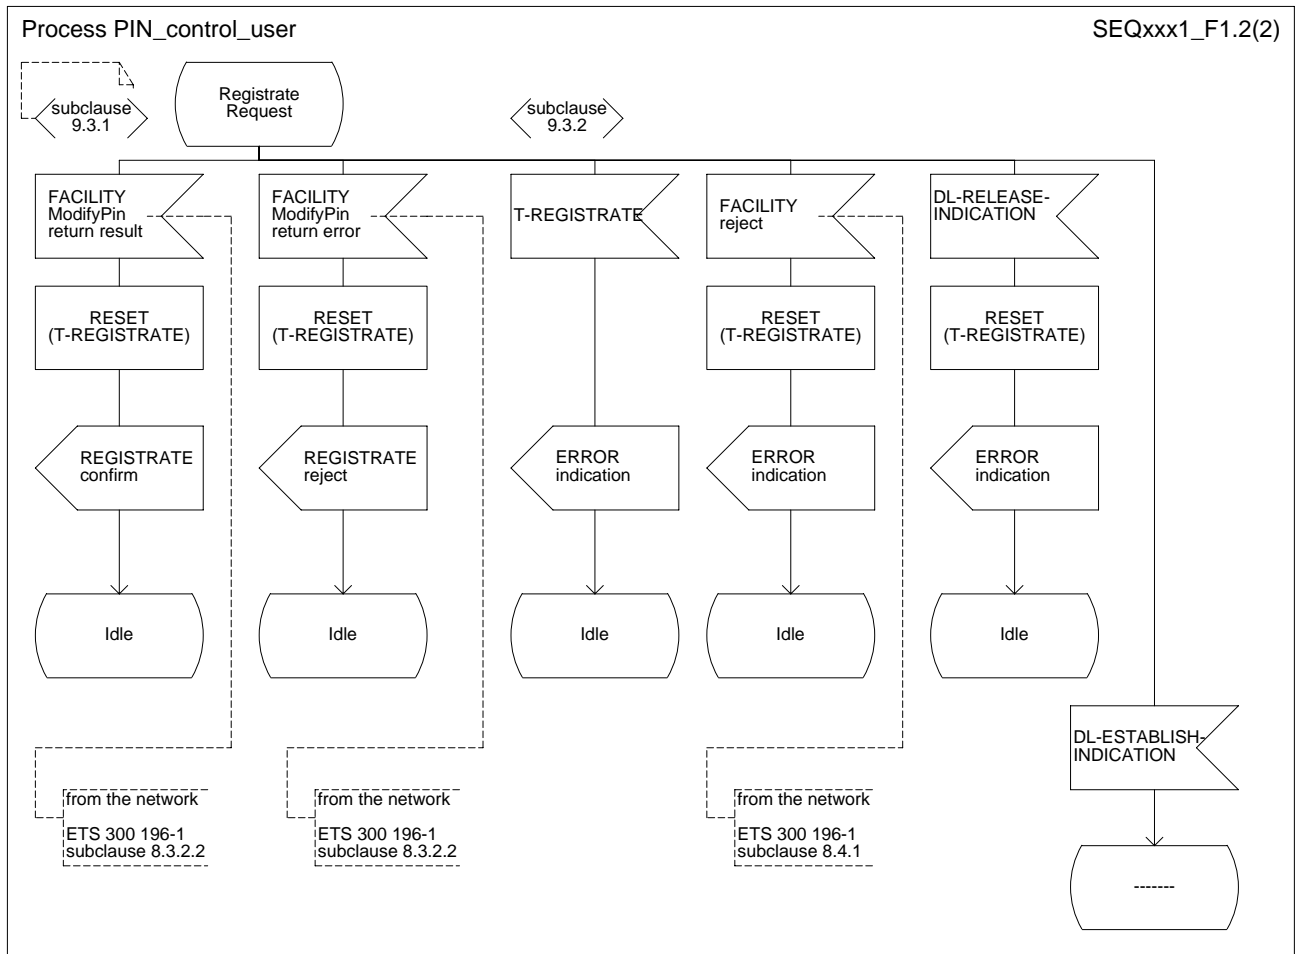 Process PIN_control_user
SEQxxx1_F1.2(2)
subclause
9.3.1
Registrate
Request
subclause
9.3.2
FACILITY
ModifyPin
return result
FACILITY
ModifyPin
return error
T-REGISTRATE
FACILITY
reject
DL-RELEASE-
INDICATION
RESET
(T-REGISTRATE)
RESET
(T-REGISTRATE)
RESET
(T-REGISTRATE)
RESET
(T-REGISTRATE)
REGISTRATE
confirm
REGISTRATE
reject
ERROR
indication
ERROR
indication
ERROR
indication
Idle
Idle
Idle
Idle
Idle
DL-ESTABLISH-
INDICATION
from the network
ETS 300 196-1
subclause 8.3.2.2
from the network
ETS 300 196-1
subclause 8.3.2.2
from the network
ETS 300 196-1
subclause 8.4.1
-------